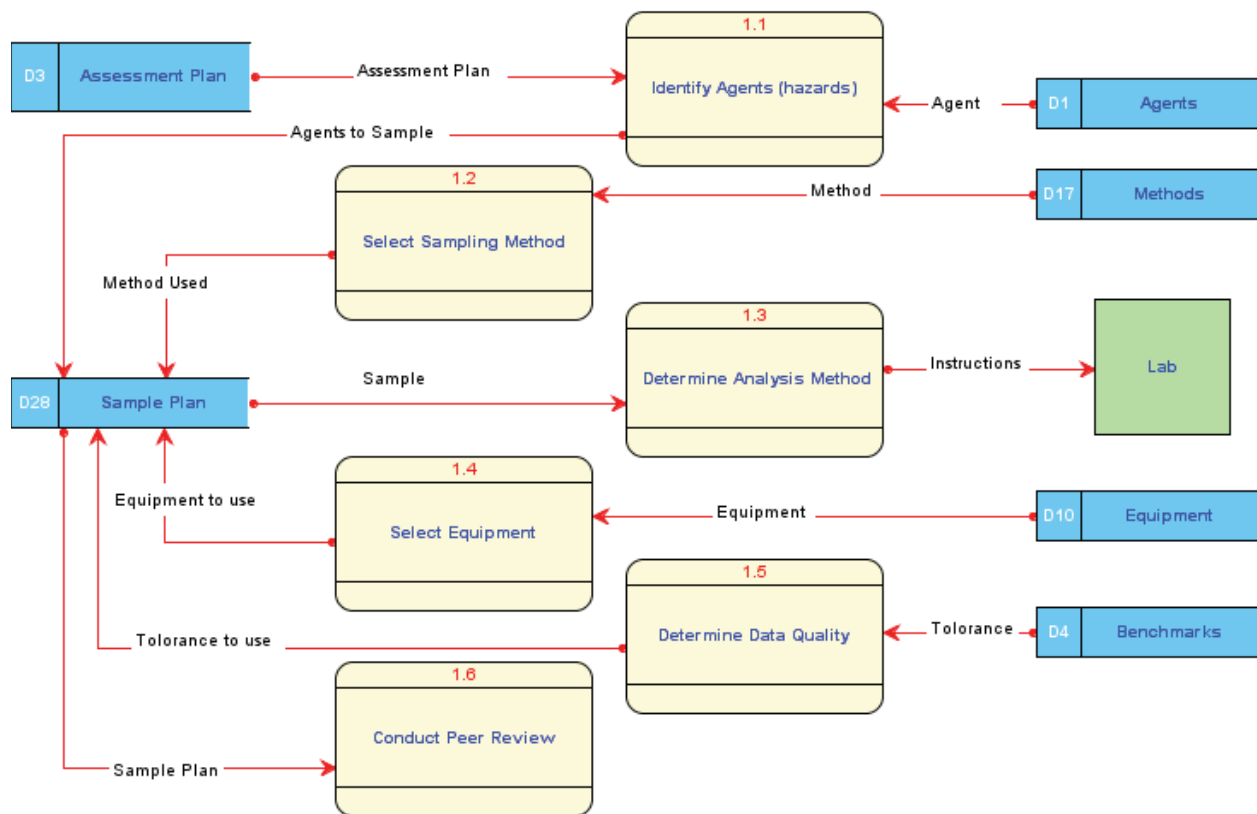 1.1
D3 Assessment Plan
Assessment Plan
Identify Agents (hazards)
Agent
D1 Agents
Agents to Sample
1.2
Method
D17 Methods
Select Sampling Method
Method Used
1.3
Instructions
Lab
Sample
Determine Analysis Method
D28 Sample Plan
1.4
Equipment to use
Equipment
D10 Equipment
Select Equipment
1.5
Tolorance to use
Determine Data Quality
Tolorance
D4 Benchmarks
1.6
Conduct Peer Review
Sample Plan